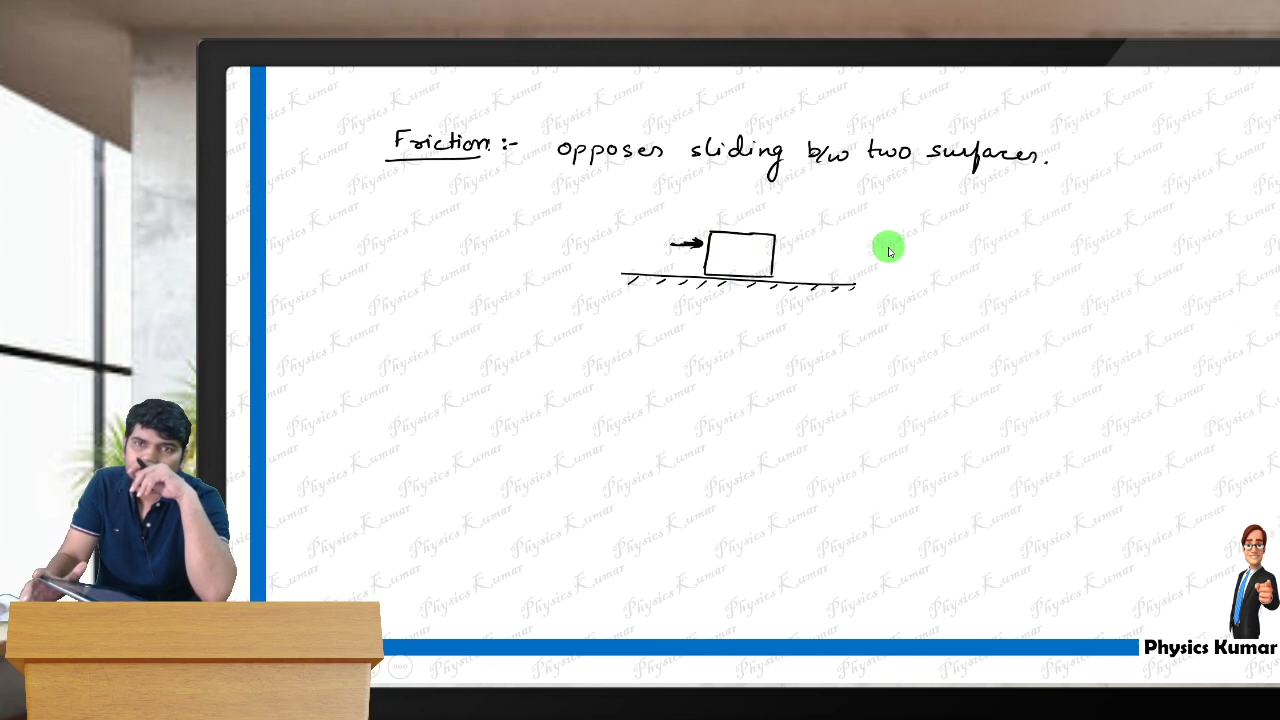 Friction :- opposes sliding b/w two surfaces.
Physics Kumar